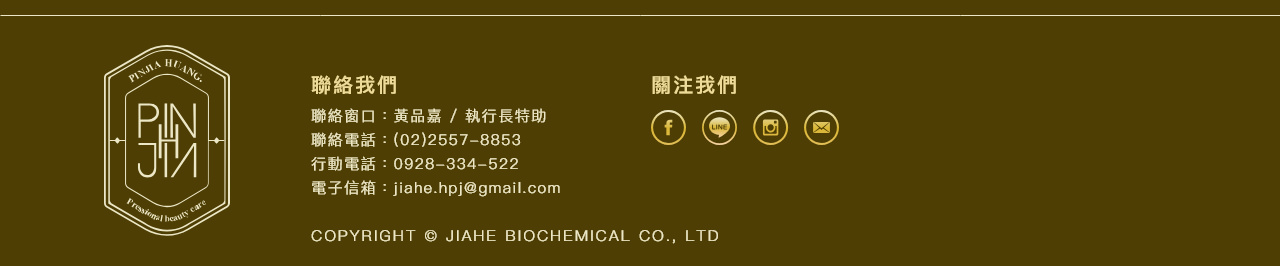 PINJIA HUANG.
PIN
H
JIN
Pressional beauty care
聯絡我們
聯絡窗口：黃品嘉 / 執行長特助
聯絡電話：(02)2557-8853
行動電話：0928-334-522
電子信箱：jiahe.hpj@gmail.com
關注我們
LINE
COPYRIGHT © JIAHE BIOCHEMICAL CO., LTD